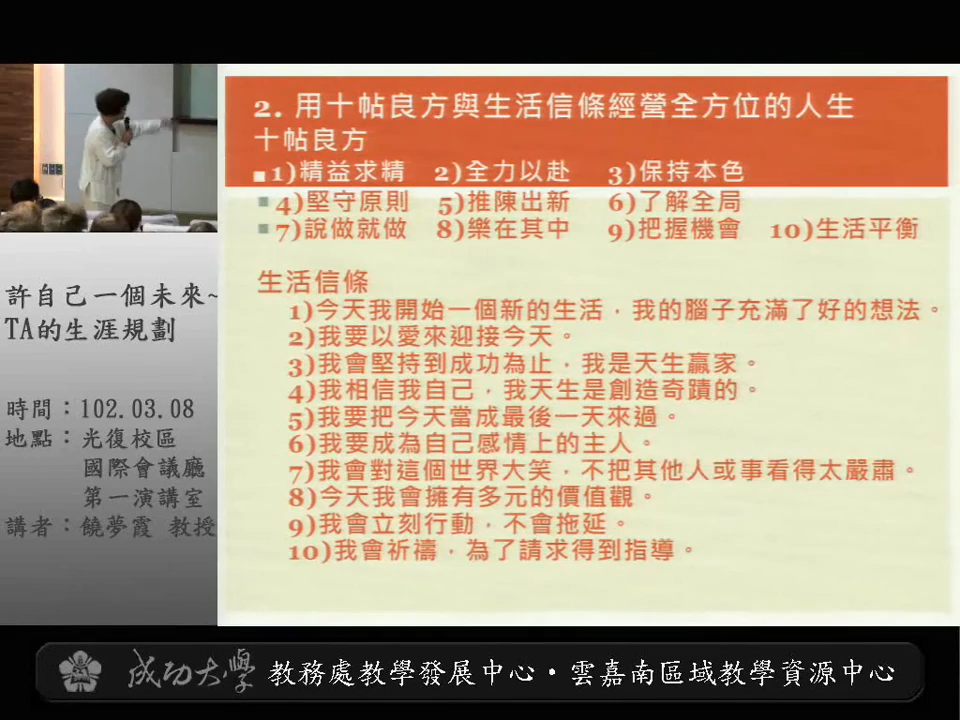 2. 用十帖良方與生活信條經營全方位的人生
十帖良方
1)精益求精 2)全力以赴 3)保持本色
4)堅守原則 5)推陳出新 6)了解全局
7)說做就做 8)樂在其中 9)把握機會 10)生活平衡
生活信條
1)今天我開始一個新的生活，我的腦子充滿了好的想法。
2)我要以愛來迎接今天。
3)我會堅持到成功為止，我是天生贏家。
4)我相信我自己，我天生是創造奇蹟的。
5)我要把今天當成最後一天來過。
6)我要成為自己感情上的主人。
7)我會對這個世界大笑，不把其他人或事看得太嚴肅。
8)今天我會擁有多元的價值觀。
9)我會立刻行動，不會拖延。
10)我會祈禱，為了請求得到指導。
許自己一個未來~
TA的生涯規劃
時間：102.03.08
地點：光復校區
國際會議廳
第一演講室
講者：饒夢霞 教授
成功大學 教務處教學發展中心・雲嘉南區域教學資源中心